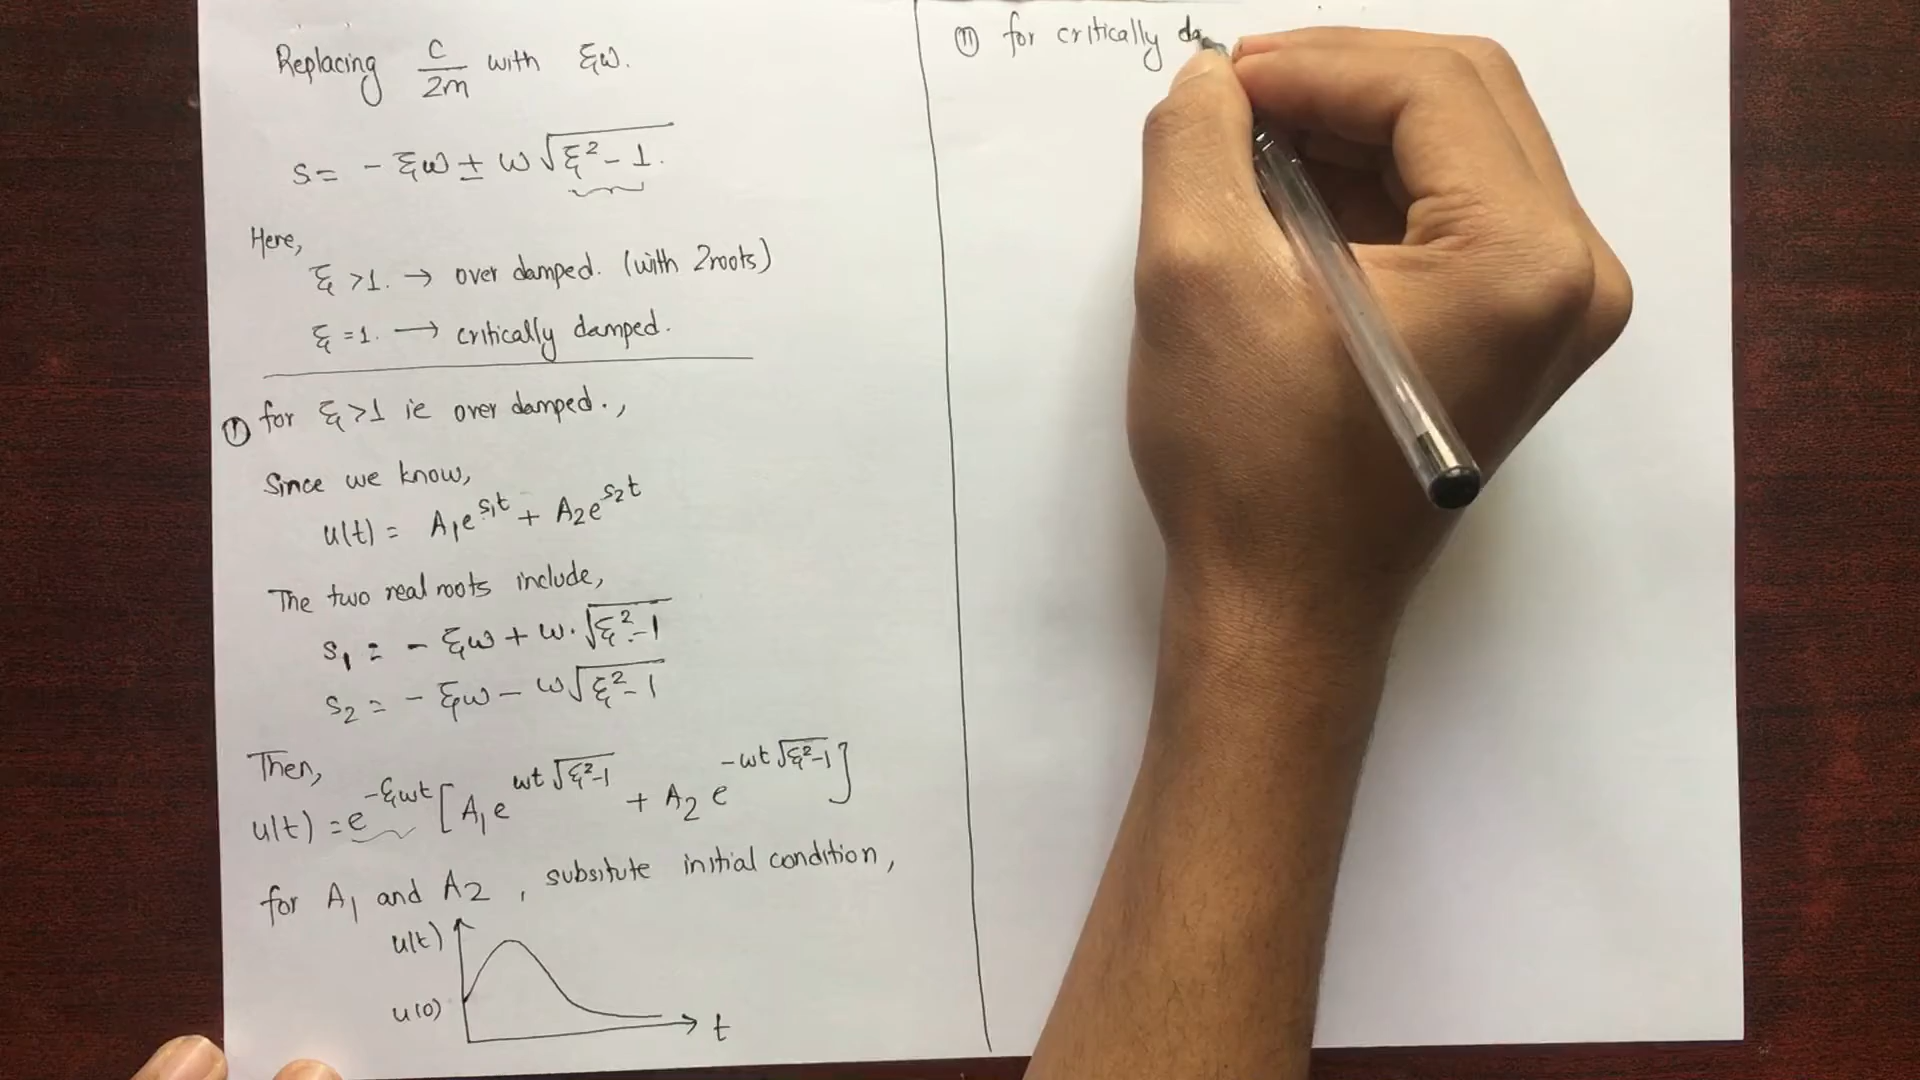 Replacing c/2m with ξω.
s = - ξω ± ω √ξ² - 1.
Here,
ξ >1. → over damped. (with 2roots)
ξ =1. → critically damped.
① for ξ >1 ie over damped.,
Since we know,
u(t) = A₁e^s₁t + A₂e^s₂t
The two real roots include,
s₁ = - ξω + ω.√ξ²-1
s₂ = - ξω - ω√ξ²-1
Then,
u(t) = e^-ξωt [A₁e^ωt√ξ²-1 + A₂e^-ωt√ξ²-1]
for A₁ and A2 , subsitute initial condition,
u(t)
u(0)
t
⑪ for critically da